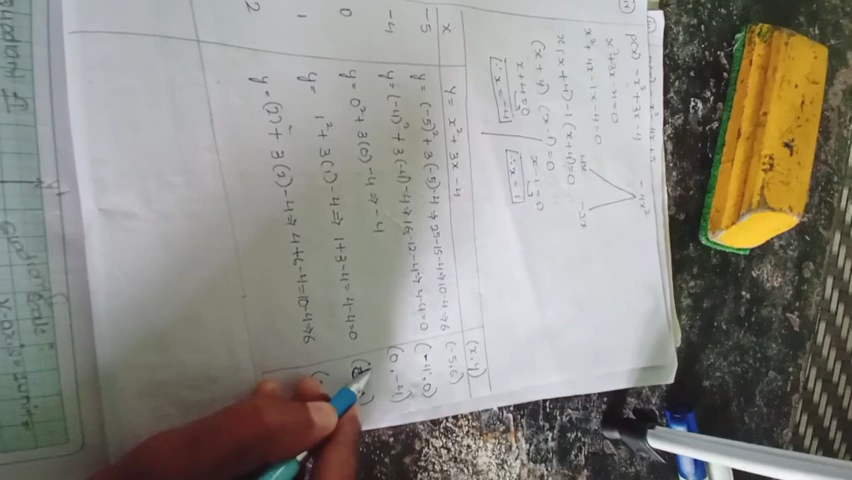 p(x) = x² + 3x - 4
x² + 3x - 4 = 0
x² + 4x - 1x - 4 = 0
x(x + 4) - 1(x + 4) = 0
(x + 4) (x - 1) = 0
x + 4 = 0 x - 1 = 0
∴ x = -4 ∴ x = 1
-4x²
4x -1x
x y = x² + 3x - 4 (x, y)
-5 y = (-5)² + 3(-5) - 4 ⇒ 25 - 15 - 4 ⇒ 10 - 4 ⇒ 6 (-5, 6)
-4 y = (-4)² + 3(-4) - 4 ⇒ 16 - 12 - 4 ⇒ 4 - 4 = 0 (-4, 0)
0 y = 0² + 3(0) - 4 ⇒ -4 (0, -4)
1 y = 1² + 3(1) - 4 ⇒ 1 + 3 - 4 = 4 - 4 = 0
2 y = (2)² + 3(2) - 4 ⇒ 4 + 6 - 4 = 10 - 4 ⇒ 6